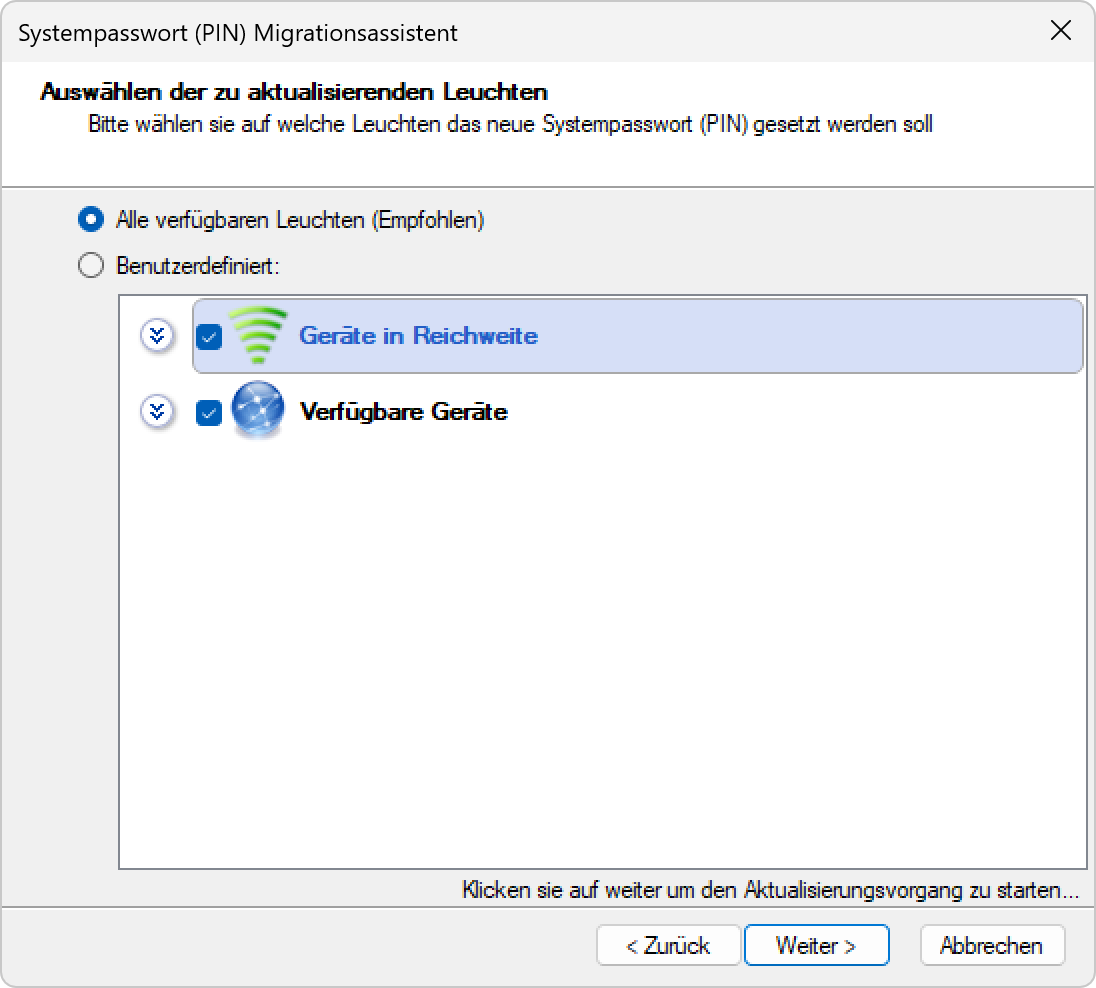 Systempasswort (PIN) Migrationsassistent
Auswählen der zu aktualisierenden Leuchten
Bitte wählen sie auf welche Leuchten das neue Systempasswort (PIN) gesetzt werden soll
Alle verfügbaren Leuchten (Empfohlen)
Benutzerdefiniert:
Geräte in Reichweite
Verfügbare Geräte
Klicken sie auf weiter um den Aktualisierungsvorgang zu starten...
< Zurück
Weiter >
Abbrechen